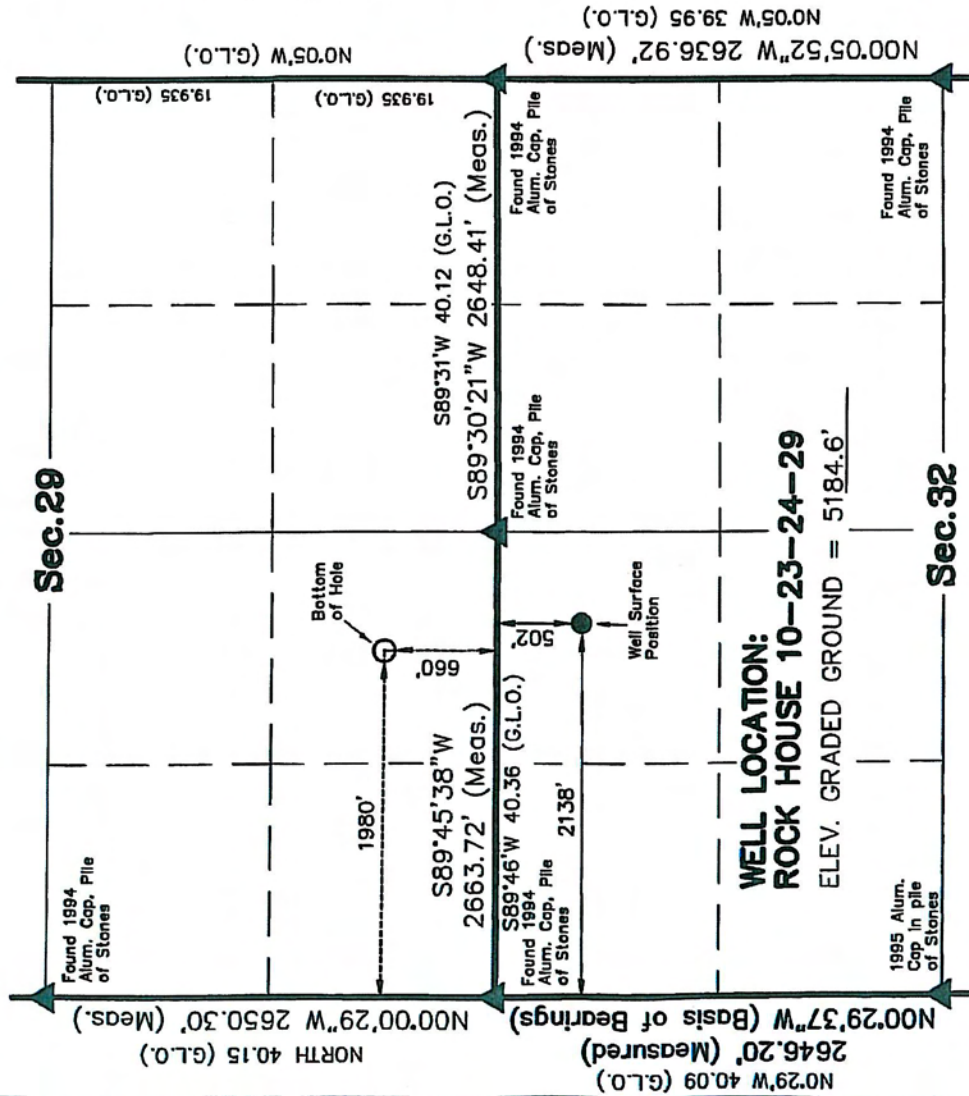 Sec.29
Found 1994
Alum. Cap, Pile
of Stones
N00°00'29"W 2650.30' (Meas.)
NORTH 40.15 (G.L.O.)
N0°05'W (G.L.O.)
19.935 (G.L.O.)
19.935 (G.L.O.)
Bottom
of Hole
1980'
660'
S89°45'38"W
2663.72' (Meas.)
S89°46'W 40.36 (G.L.O.)
S89°31'W 40.12 (G.L.O.)
S89°30'21"W 2648.41' (Meas.)
Found 1994
Alum. Cap, Pile
of Stones
Found 1994
Alum. Cap, Pile
of Stones
Found 1994
Alum. Cap, Pile
of Stones
502'
2138'
Well Surface
Position
WELL LOCATION:
ROCK HOUSE 10-23-24-29
ELEV. GRADED GROUND = 5184.6'
N00°29'37"W (Basis of Bearings)
2646.20' (Measured)
N0°29'W 40.09 (G.L.O.)
N00°05'52"W 2636.92' (Meas.)
N0°05'W 39.95 (G.L.O.)
1995 Alum.
Cap in pile
of Stones
Found 1994
Alum. Cap, Pile
of Stones
Sec.32